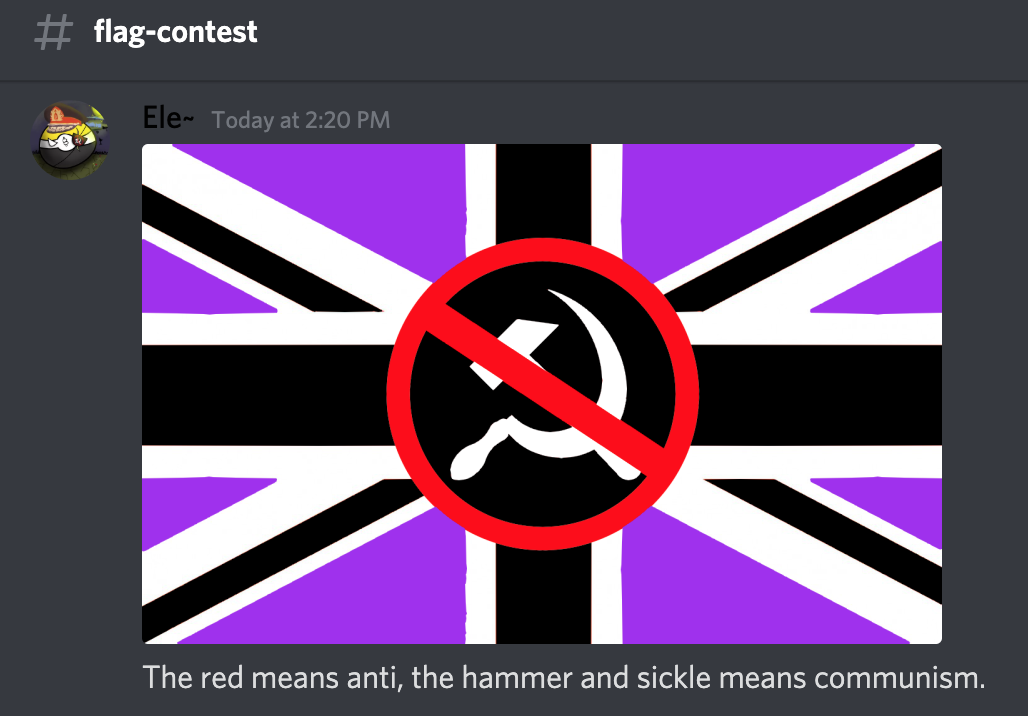 # flag-contest
Ele~ Today at 2:20 PM
The red means anti, the hammer and sickle means communism.